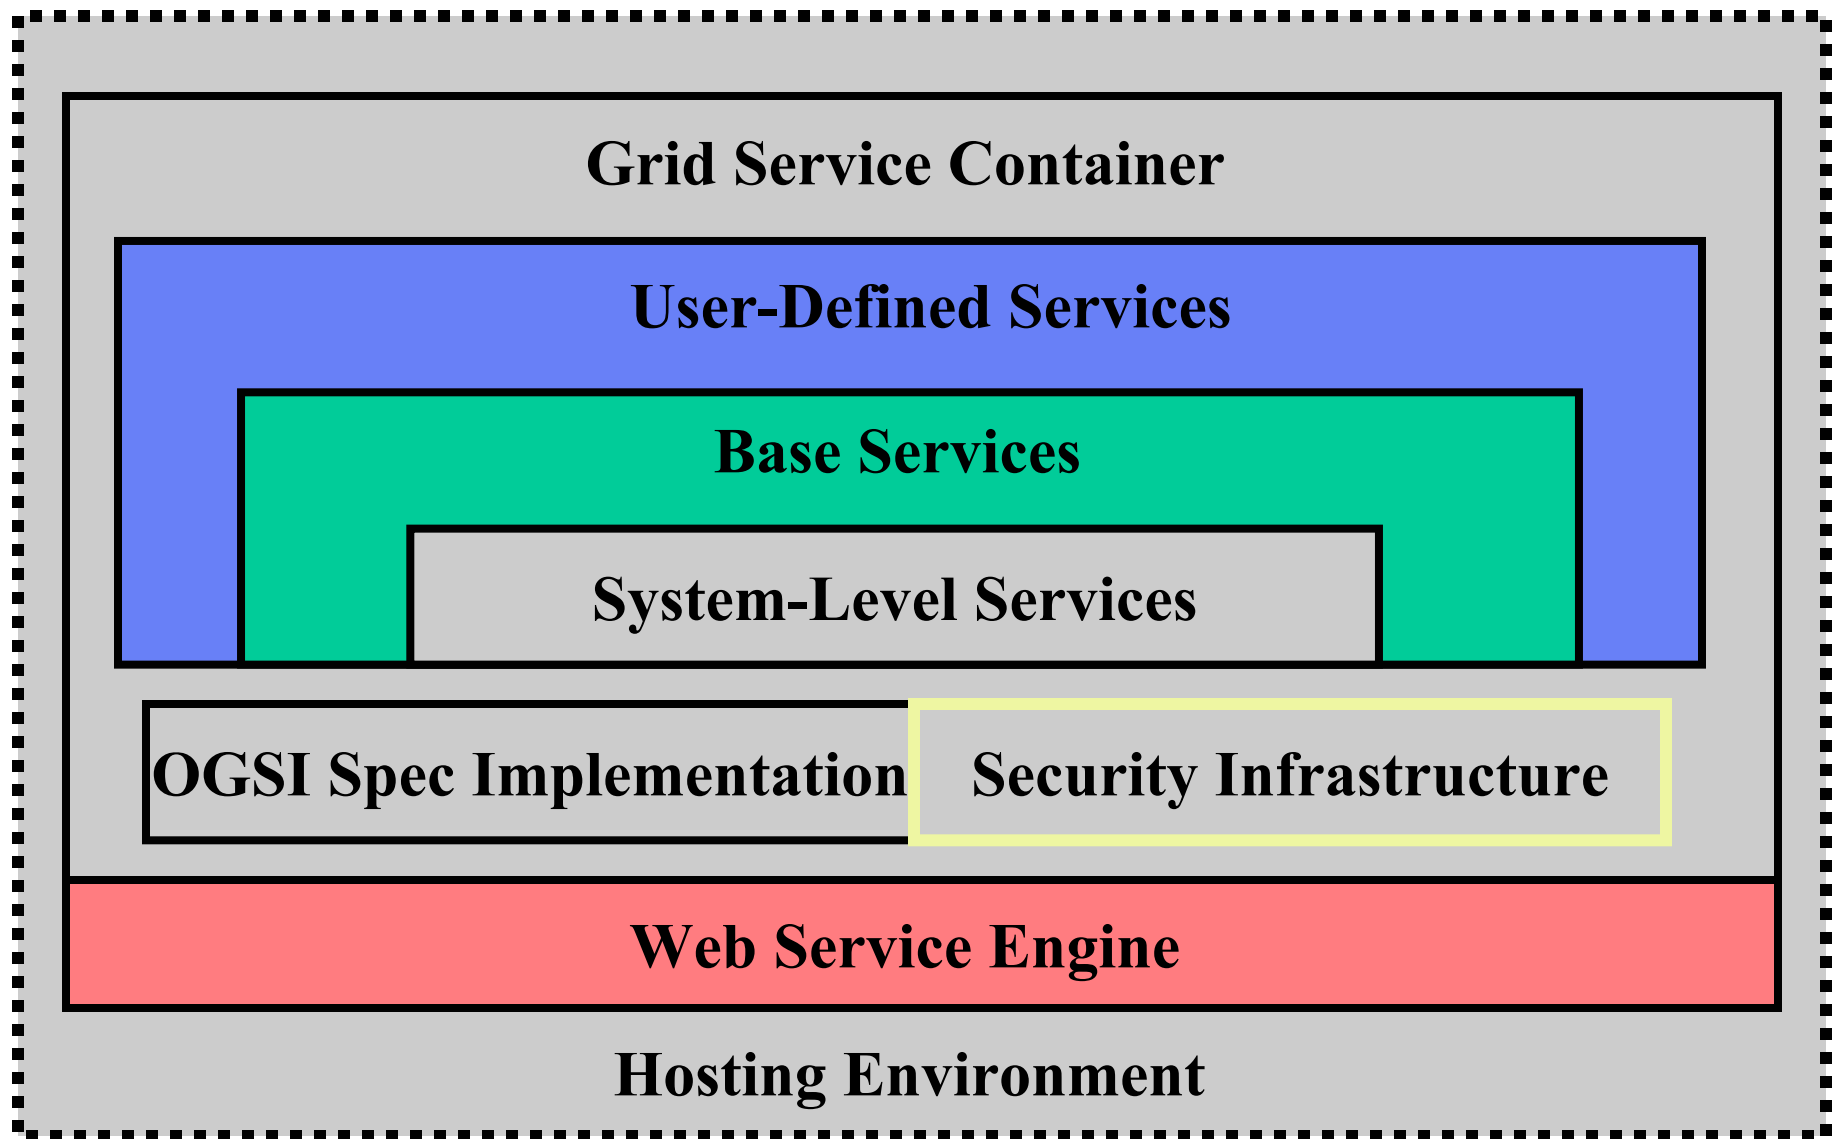 Grid Service Container
User-Defined Services
Base Services
System-Level Services
OGSI Spec Implementation
Security Infrastructure
Web Service Engine
Hosting Environment